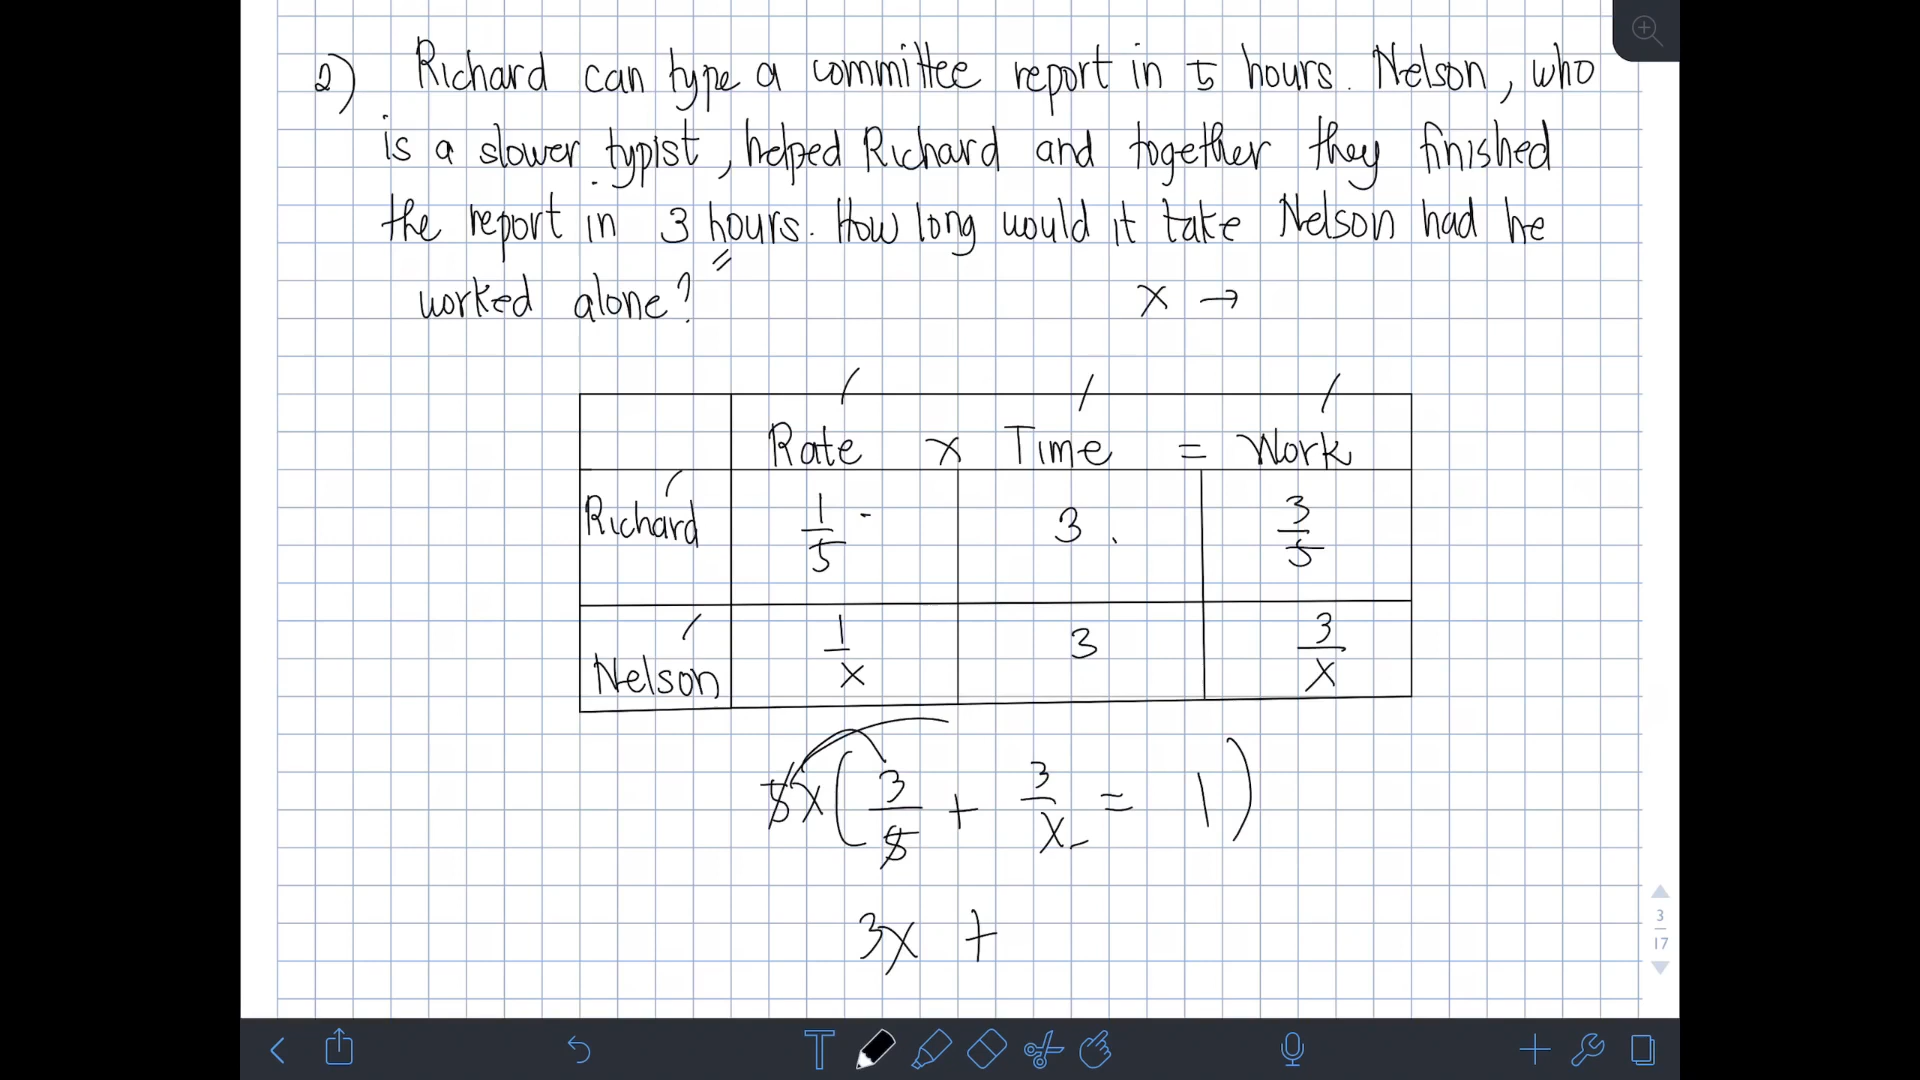 2) Richard can type a committee report in 5 hours. Nelson, who
is a slower typist, helped Richard and together they finished
the report in 3 hours. How long would it take Nelson had he
worked alone? x →
Rate x Time = Work
Richard 1/5 3 3/5
Nelson 1/x 3 3/x
5x(3/5 + 3/x = 1)
3x +
3
17
T